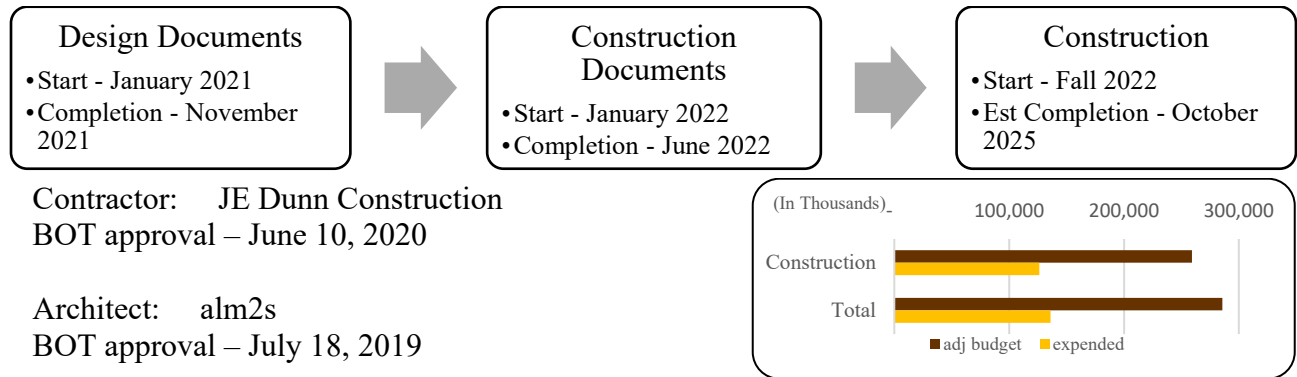 Design Documents
•Start - January 2021
•Completion - November
2021
Construction
Documents
•Start - January 2022
•Completion - June 2022
Construction
•Start - Fall 2022
•Est Completion - October
2025
Contractor: JE Dunn Construction
BOT approval – June 10, 2020
Architect: alm2s
BOT approval – July 18, 2019
(In Thousands) - 100,000 200,000 300,000
Construction
Total
adj budget expended